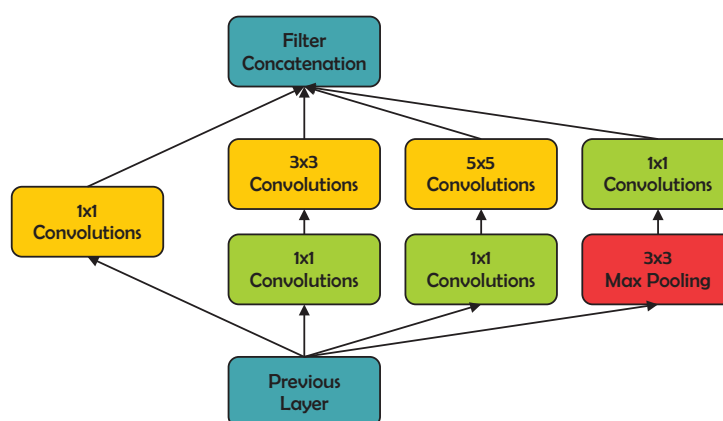 Filter
Concatenation
3x3
Convolutions
5x5
Convolutions
1x1
Convolutions
1x1
Convolutions
1x1
Convolutions
1x1
Convolutions
3x3
Max Pooling
Previous
Layer